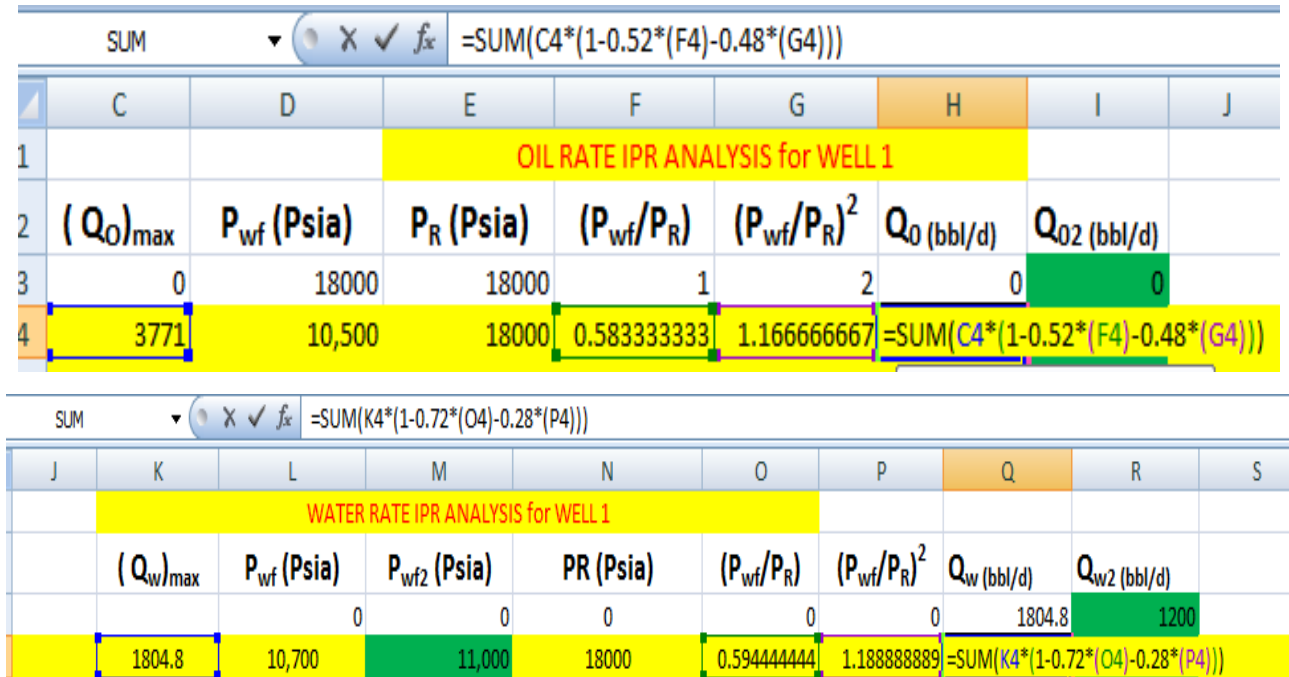 SUM fx =SUM(C4*(1-0.52*(F4)-0.48*(G4)))
C D E F G H I J
1 OIL RATE IPR ANALYSIS for WELL 1
2 ( QO)max Pwf (Psia) PR (Psia) (Pwf/PR) (Pwf/PR)2 Q0 (bbl/d) Q02 (bbl/d)
3 0 18000 18000 1 2 0 0
4 3771 10,500 18000 0.583333333 1.166666667 =SUM(C4*(1-0.52*(F4)-0.48*(G4)))
SUM fx =SUM(K4*(1-0.72*(O4)-0.28*(P4)))
J K L M N O P Q R S
WATER RATE IPR ANALYSIS for WELL 1
( Qw)max Pwf (Psia) Pwf2 (Psia) PR (Psia) (Pwf/PR) (Pwf/PR)2 Qw (bbl/d) Qw2 (bbl/d)
0 0 0 0 0 1804.8 1200
1804.8 10,700 11,000 18000 0.594444444 1.188888889 =SUM(K4*(1-0.72*(O4)-0.28*(P4)))